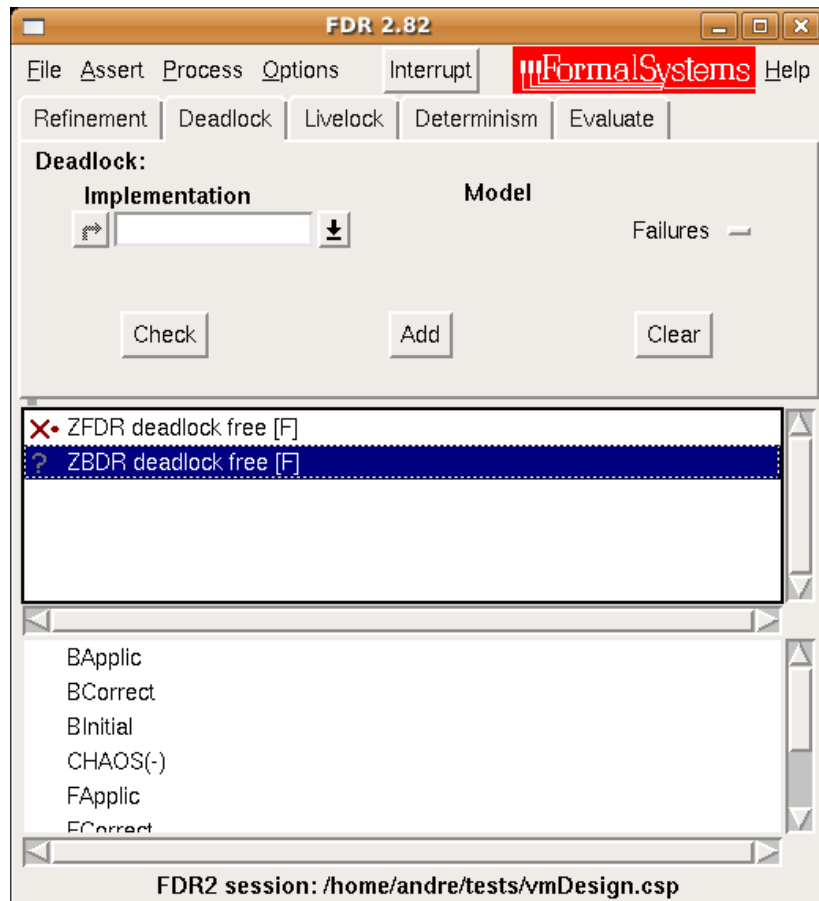 FDR 2.82
File Assert Process Options Interrupt FormalSystems Help
Refinement Deadlock Livelock Determinism Evaluate
Deadlock:
Implementation Model
Failures
Check Add Clear
ZFDR deadlock free [F]
? ZBDR deadlock free [F]
BApplic
BCorrect
BInitial
CHAOS(-)
FApplic
FCorrect
FDR2 session: /home/andre/tests/vmDesign.csp